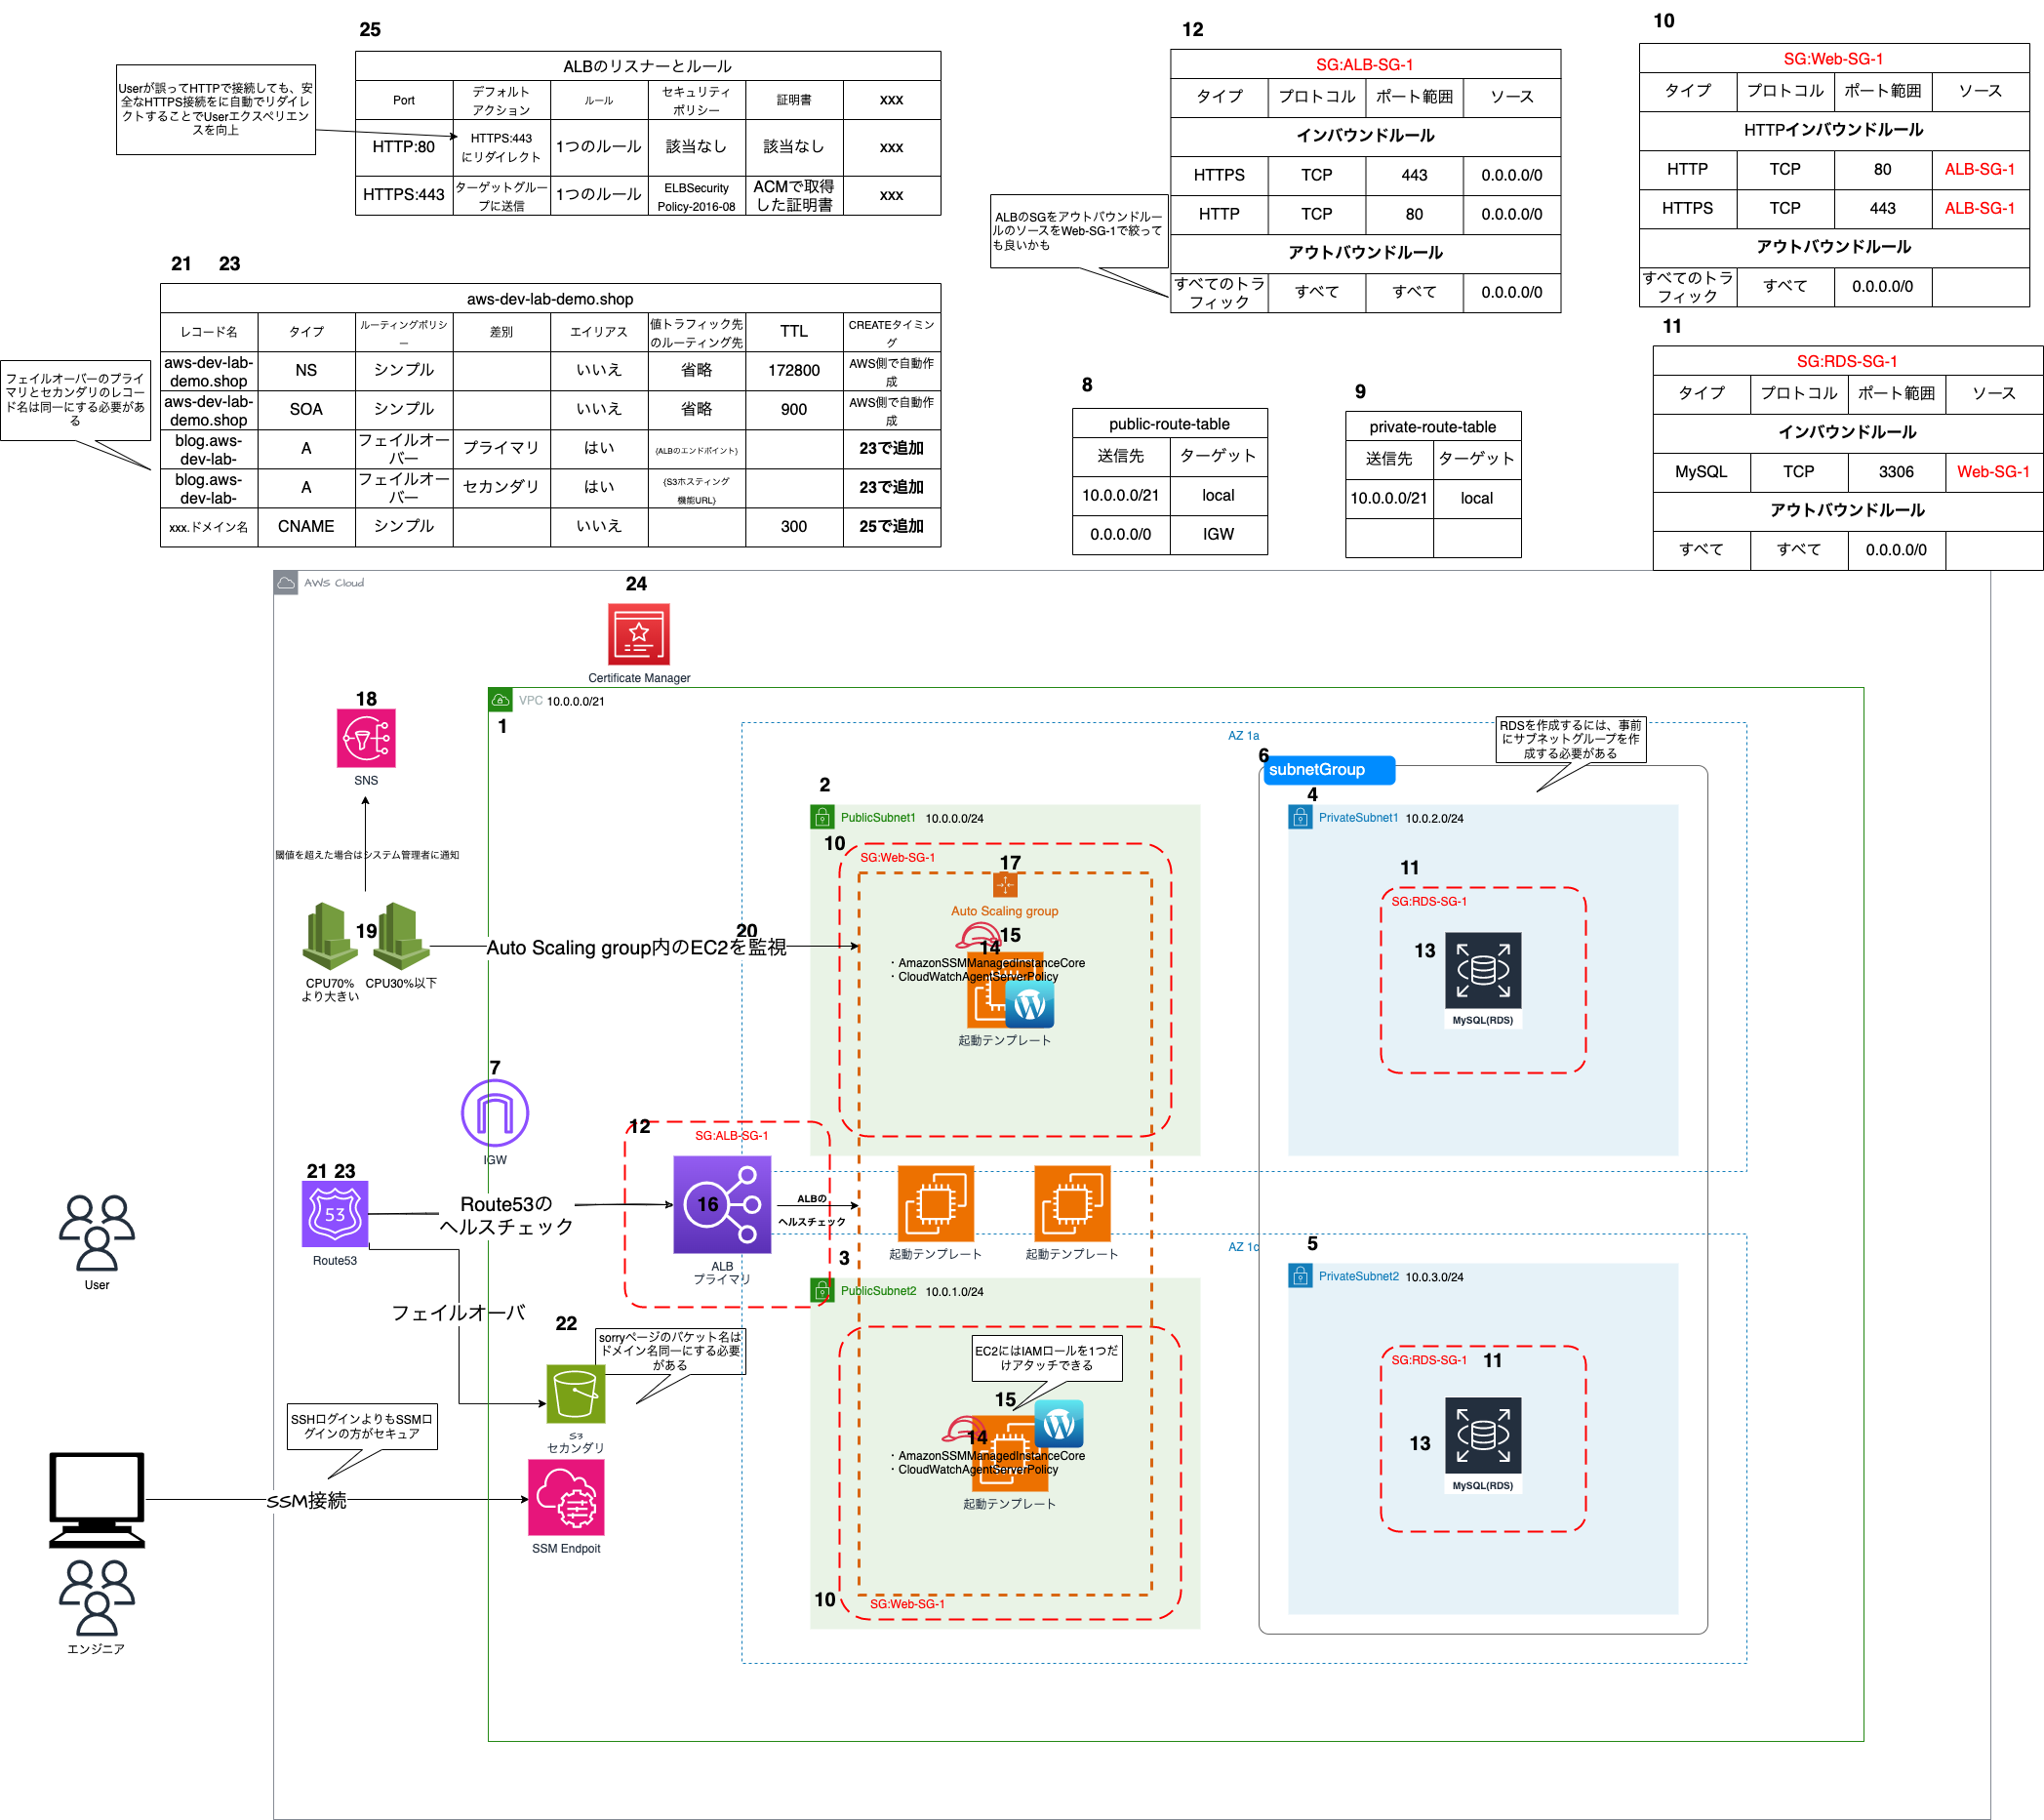 25
ALBのリスナーとルール
Port
デフォルト
アクション
ルール
セキュリティ
ポリシー
証明書
xxx
HTTP:80
HTTPS:443
にリダイレクト
1つのルール
該当なし
該当なし
xxx
HTTPS:443
ターゲットグルー
プに送信
1つのルール
ELBSecurity
Policy-2016-08
ACMで取得
した証明書
xxx
Userが誤ってHTTPで接続しても、安
全なHTTPS接続をに自動でリダイレ
クトすることでUserエクスペリエン
スを向上
12
SG:ALB-SG-1
タイプ
プロトコル
ポート範囲
ソース
インバウンドルール
HTTPS
TCP
443
0.0.0.0/0
HTTP
TCP
80
0.0.0.0/0
アウトバウンドルール
すべてのトラ
フィック
すべて
すべて
0.0.0.0/0
ALBのSGをアウトバウンドルー
ルのソースをWeb-SG-1で絞って
も良いかも
10
SG:Web-SG-1
タイプ
プロトコル
ポート範囲
ソース
HTTPインバウンドルール
HTTP
TCP
80
ALB-SG-1
HTTPS
TCP
443
ALB-SG-1
アウトバウンドルール
すべてのトラ
フィック
すべて
0.0.0.0/0
11
SG:RDS-SG-1
タイプ
プロトコル
ポート範囲
ソース
インバウンドルール
MySQL
TCP
3306
Web-SG-1
アウトバウンドルール
すべて
すべて
0.0.0.0/0
21
23
aws-dev-lab-demo.shop
レコード名
タイプ
ルーティングポリシ
ー
差別
エイリアス
値トラフィック先
のルーティング先
TTL
CREATEタイミン
グ
aws-dev-lab-
demo.shop
NS
シンプル
いいえ
省略
172800
AWS側で自動作
成
aws-dev-lab-
demo.shop
SOA
シンプル
いいえ
省略
900
AWS側で自動作
成
blog.aws-
dev-lab-
A
フェイルオー
バー
プライマリ
はい
{ALBのエンドポイント}
23で追加
blog.aws-
dev-lab-
A
フェイルオー
バー
セカンダリ
はい
{S3ホスティング
機能URL}
23で追加
xxx.ドメイン名
CNAME
シンプル
いいえ
300
25で追加
フェイルオーバーのプライ
マリとセカンダリのレコー
ド名は同一にする必要があ
る
8
public-route-table
送信先
ターゲット
10.0.0.0/21
local
0.0.0.0/0
IGW
9
private-route-table
送信先
ターゲット
10.0.0.0/21
local
AWS Cloud
24
Certificate Manager
18
SNS
閾値を超えた場合はシステム管理者に通知
19
CPU70%
より大きい
CPU30%以下
20
Auto Scaling group内のEC2を監視
VPC 10.0.0.0/21
1
AZ 1a
RDSを作成するには、事前
にサブネットグループを作
成する必要がある
6
subnetGroup
2
PublicSubnet1 10.0.0.0/24
10
SG:Web-SG-1
17
Auto Scaling group
15
14
・AmazonSSMManagedInstanceCore
・CloudWatchAgentServerPolicy
起動テンプレート
4
PrivateSubnet1 10.0.2.0/24
11
SG:RDS-SG-1
13
MySQL(RDS)
7
IGW
12
SG:ALB-SG-1
16
ALB
プライマリ
ALBの
ヘルスチェック
起動テンプレート
起動テンプレート
21 23
53
Route53
Route53の
ヘルスチェック
User
フェイルオーバ
22
sorryページのバケット名は
ドメイン名同一にする必要
がある
S3
セカンダリ
3
PublicSubnet2 10.0.1.0/24
EC2にはIAMロールを1つだ
けアタッチできる
15
14
・AmazonSSMManagedInstanceCore
・CloudWatchAgentServerPolicy
起動テンプレート
10
SG:Web-SG-1
AZ 1c
5
PrivateSubnet2 10.0.3.0/24
SG:RDS-SG-1
11
13
MySQL(RDS)
SSHログインよりもSSMロ
グインの方がセキュア
SSM接続
SSM Endpoit
エンジニア